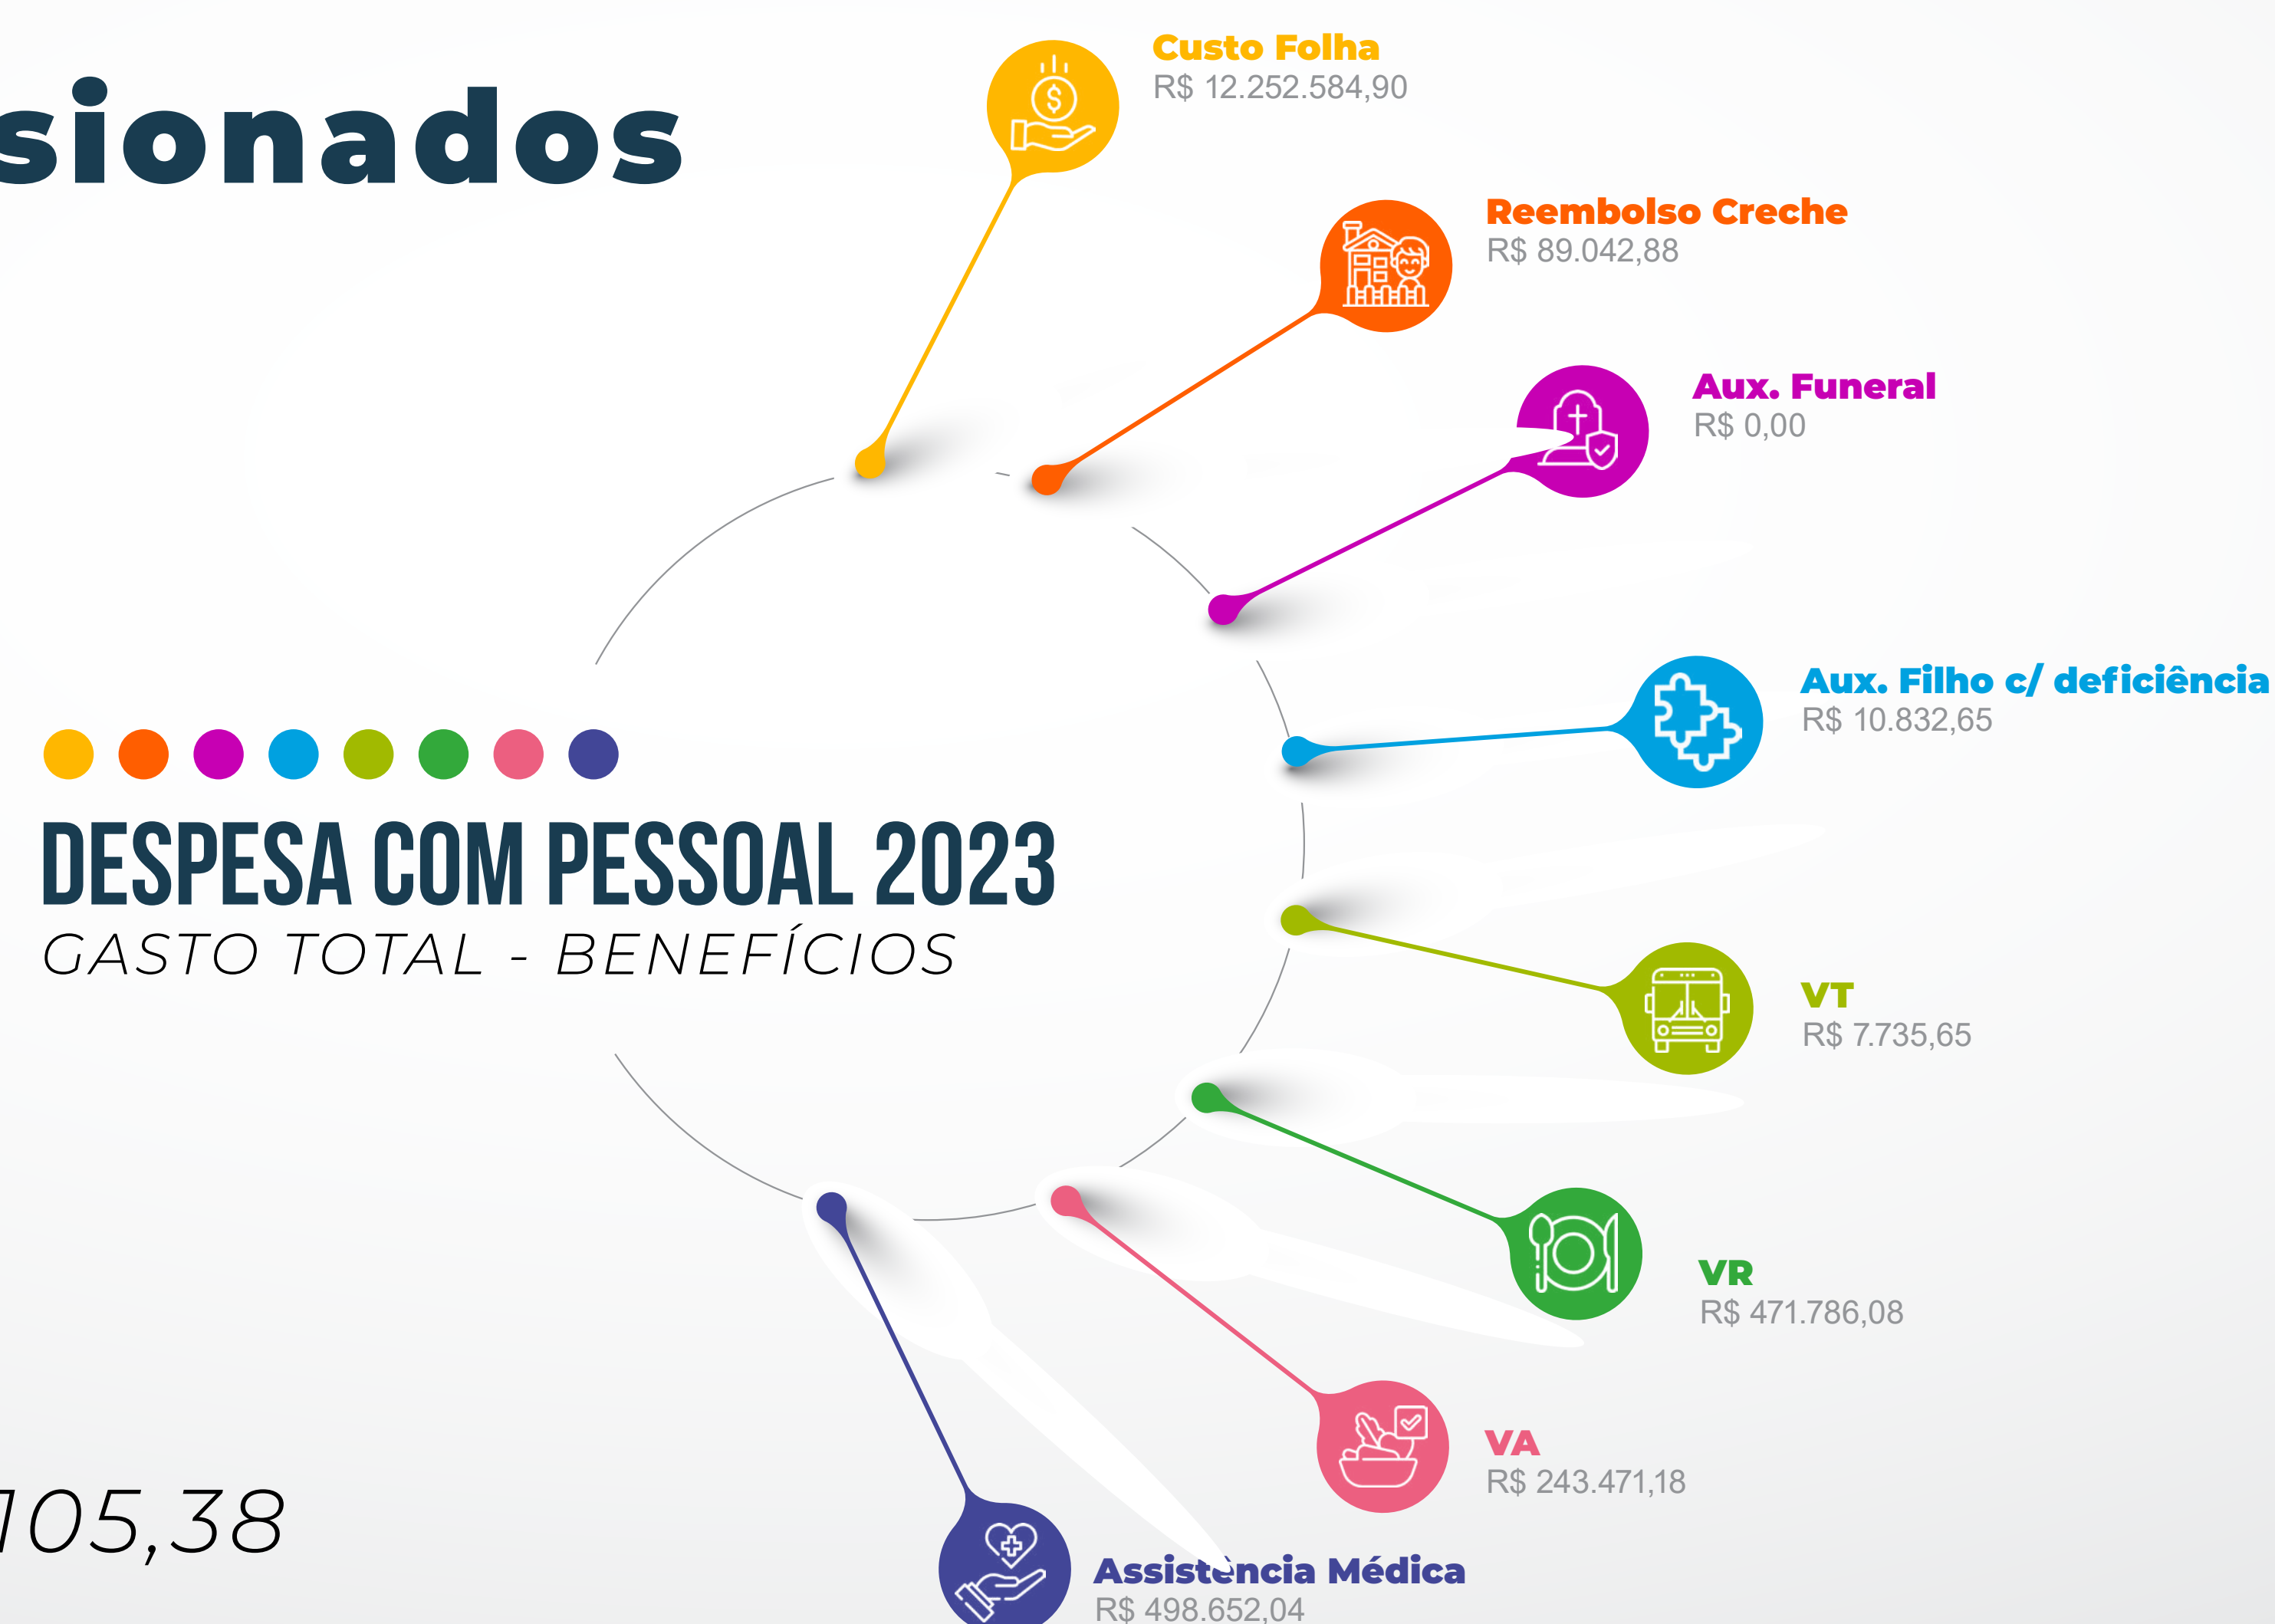 sionados
Custo Folha
R$ 12.252.584,90
Reembolso Creche
R$ 89.042,88
Aux. Funeral
R$ 0,00
Aux. Filho c/ deficiência
R$ 10.832,65
DESPESA COM PESSOAL 2023
GASTO TOTAL - BENEFÍCIOS
VT
R$ 7.735,65
VR
R$ 471.786,08
VA
R$ 243.471,18
105,38
Assistência Médica
R$ 498.652,04